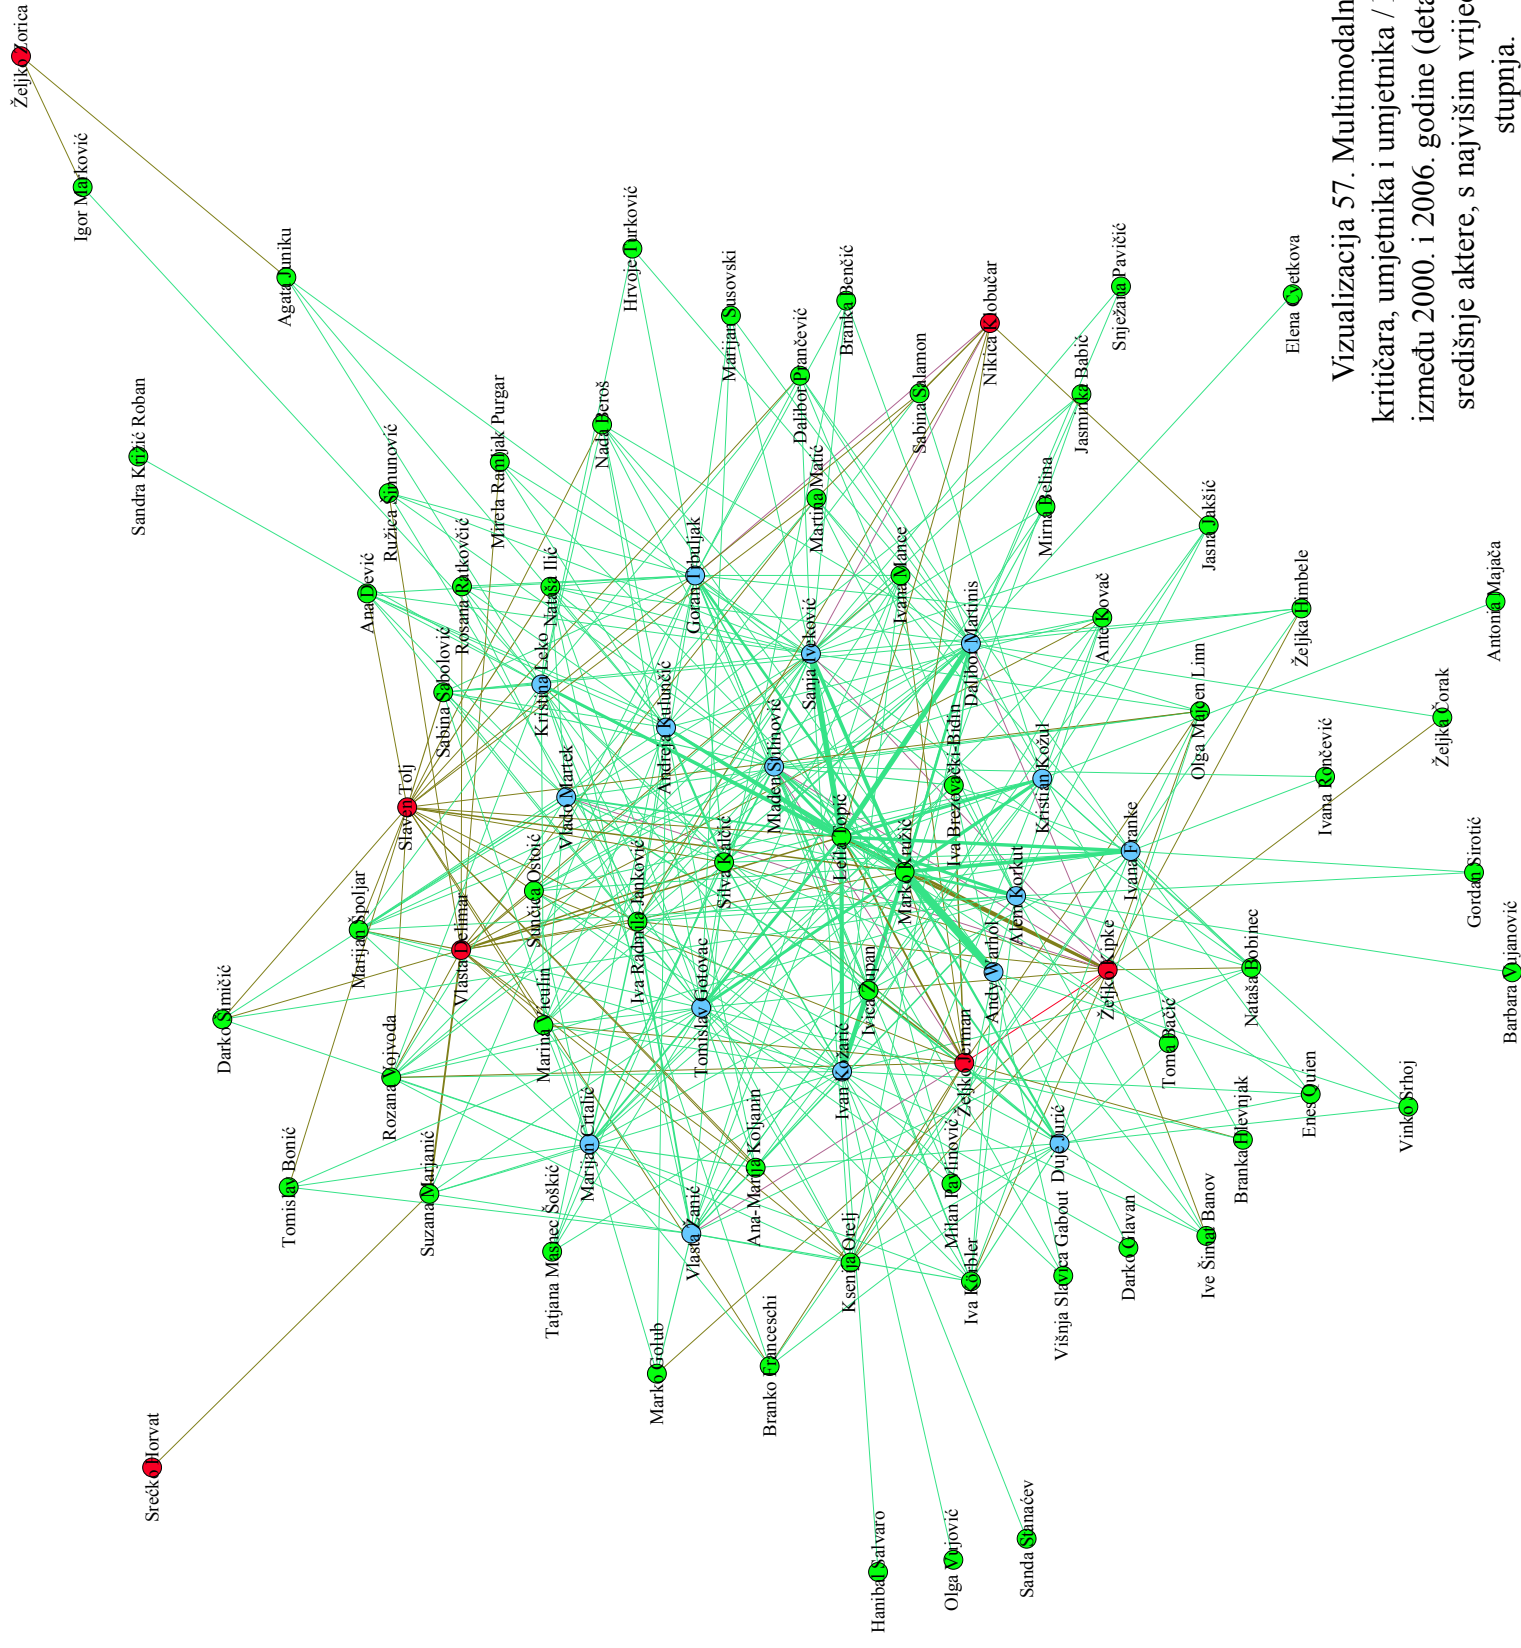 Željko Zorica
Igor Marković
Agata Juniku
Sandra Križić Roban
Hrvoje Turković
Ružica Šimunović
Mirela Ramljak Purgar
Nada Beroš
Marijan Susovski
Dalibor Prančević
Branka Benčić
Ana Dević
Rosana Ratkovčić
Nataša Ilić
Goran Trbuljak
Martina Matić
Sabina Salamon
Nikica Klobučar
Snježana Pavičić
Jasminka Babić
Elena Cvetkova
Sabina Sabolović
Kristina Leko
Andreja Kulunčić
Sanja Iveković
Ivana Mance
Mirna Belina
Dalibor Martinis
Ante Kovač
Jasna Jakšić
Željka Himbele
Antonia Majača
Slaven Tolj
Vlado Martek
Mladen Stilinović
Iva Brezovački-Bidin
Kristian Kožul
Olga Majcen Linn
Željka Čorak
Ivana Rončević
Marijan Špoljar
Vlasta Delimar
Sunčica Ostoić
Iva Radmila Janković
Silva Kalčić
Leila Topić
Marko Kružić
Alem Korkut
Ivana Franke
Gordan Sirotić
Darko Šimičić
Rozana Vojvoda
Marina Viculin
Tomislav Gotovac
Ivica Župan
Andy Warhol
Željko Kipke
Nataša Bobinec
Barbara Vujanović
Tomislav Bonić
Suzana Marjanić
Marijan Crtalić
Ana-Marija Koljanin
Ivan Kožarić
Željko Jerman
Toma Bačić
Enes Quien
Vinko Srhoj
Branka Hlevnjak
Duje Jurić
Milan Pavlinović
Tatjana Masnec Šoškić
Vlasta Žanić
Ksenija Orelj
Iva Körbler
Višnja Slavica Gabout
Darko Glavan
Ive Šimat Banov
Marko Golub
Branko Franceschi
Srećko Horvat
Hanibal Salvaro
Olga Vujović
Sanda Stanaćev
Vizualizacija 57. Multimodaln
kritičara, umjetnika i umjetnika /
između 2000. i 2006. godine (deta
središnje aktere, s najvišim vrije
stupnja.